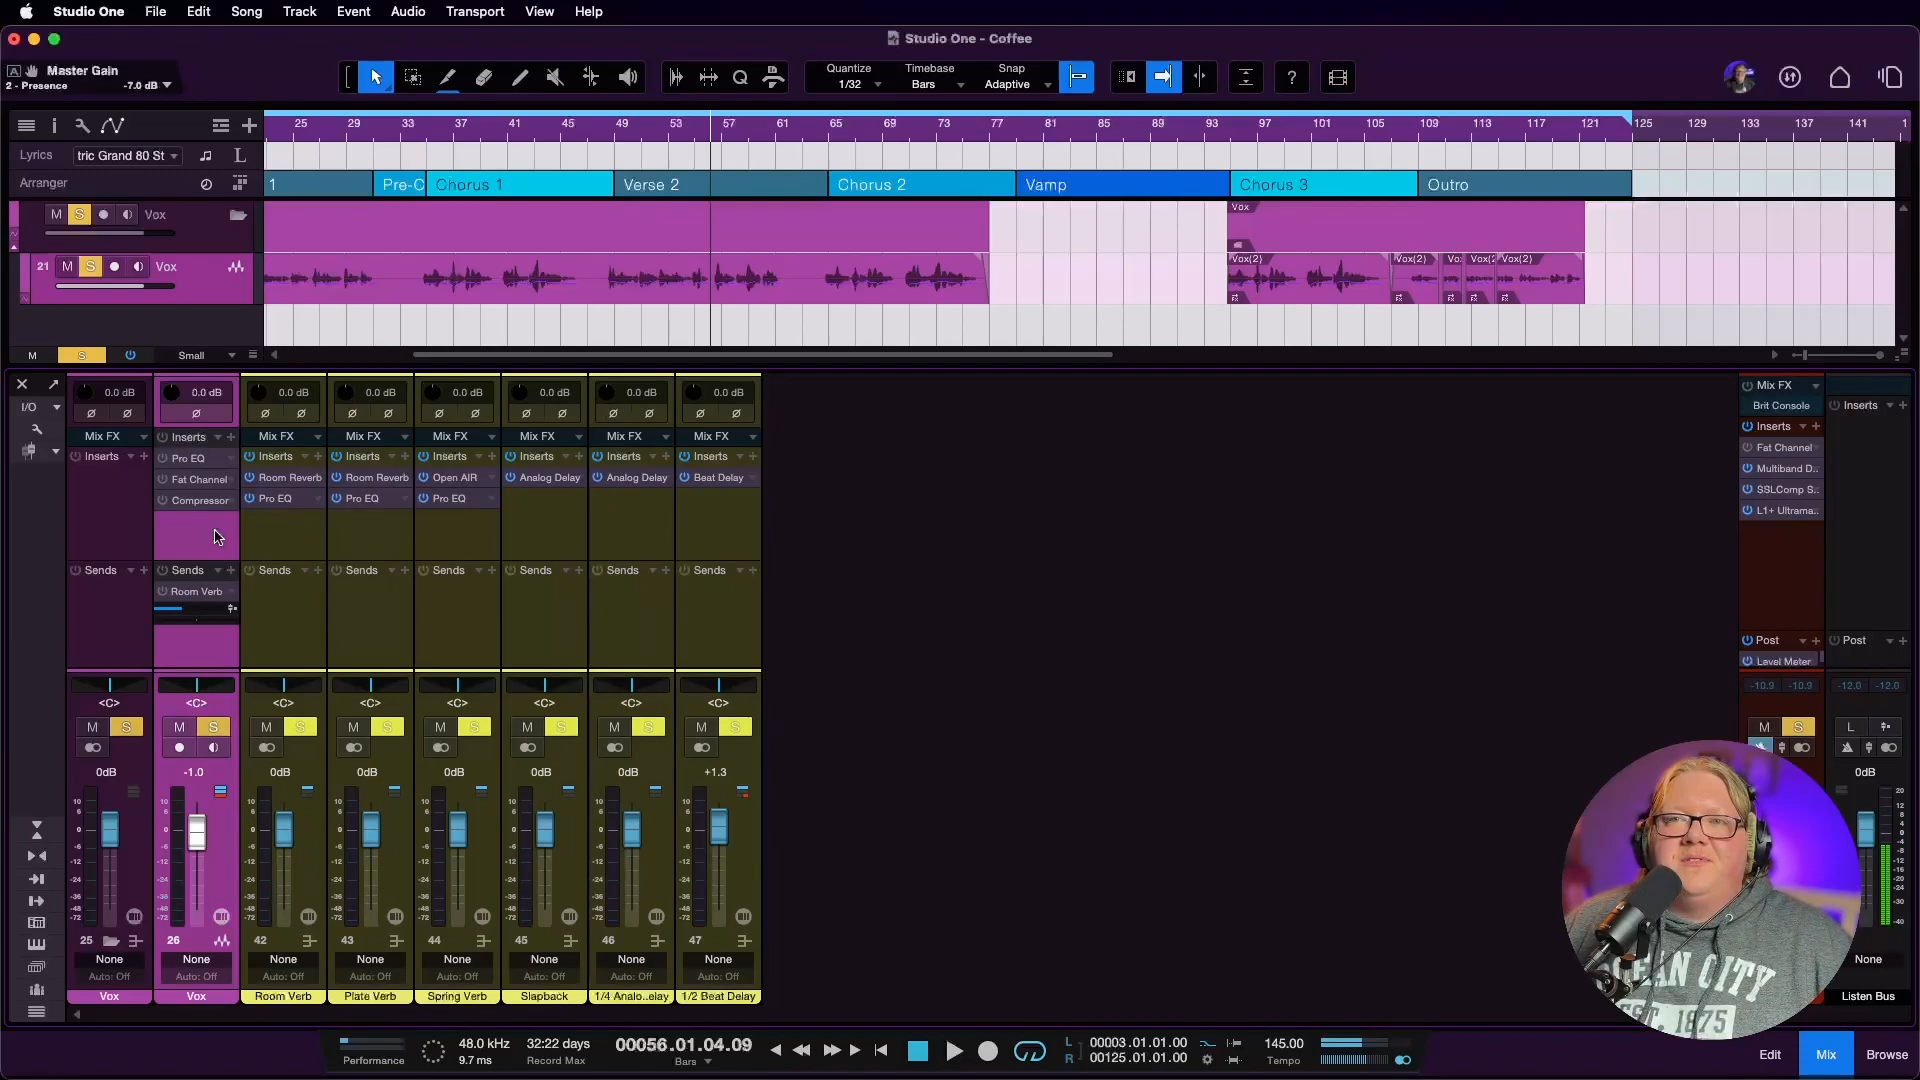 Studio One File Edit Song Track Event Audio Transport View Help
Studio One - Coffee
A Master Gain
2 - Presence -7.0 dB
Quantize Timebase Snap
1/32 Bars Adaptive
25 29 33 37 41 45 49 53 57 61 65 69 73 77 81 85 89 93 97 101 105 109 113 117 121 125 129 133 137 141 1
Lyrics tric Grand 80 St L
Arranger
1 Pre-C Chorus 1 Verse 2 Chorus 2 Vamp Chorus 3 Outro
M S Vox
Vox
21 M S Vox
Vox(2) Vox(2) Vo: Vox(2 Vox(2)
M S Small
0.0 dB 0.0 dB 0.0 dB 0.0 dB 0.0 dB 0.0 dB 0.0 dB 0.0 dB
I/O
Mix FX Inserts Mix FX Mix FX Mix FX Mix FX Mix FX Mix FX
Inserts Pro EQ Inserts Inserts Inserts Inserts Inserts Inserts
Fat Channel Room Reverb Room Reverb Open AIR Analog Delay Analog Delay Beat Delay
Compressor Pro EQ Pro EQ Pro EQ
Sends Sends Sends Sends Sends Sends Sends Sends
Room Verb
Mix FX
Brit Console
Inserts
Fat Channel
Multiband D..
SSLComp S..
L1+ Ultrama..
Post
Level Meter
Inserts
Post
<C> <C> <C> <C> <C> <C> <C> <C>
-10.9 -10.9 -12.0 -12.0
M S M S M S M S M S M S M S M S M S L
0dB -1.0 0dB 0dB 0dB 0dB 0dB +1.3 0dB
25 26 42 43 44 45 46 47
None None None None None None None None None
Auto: Off Auto: Off Auto: Off Auto: Off Auto: Off Auto: Off Auto: Off Auto: Off
Vox Vox Room Verb Plate Verb Spring Verb Slapback 1/4 Analo..elay 1/2 Beat Delay Listen Bus
CEAN CITY
EST. 1875
48.0 kHz 32:22 days 00056.01.04.09 L 00003.01.01.00 145.00
Performance 9.7 ms Record Max Bars R 00125.01.01.00 Tempo
Edit Mix Browse